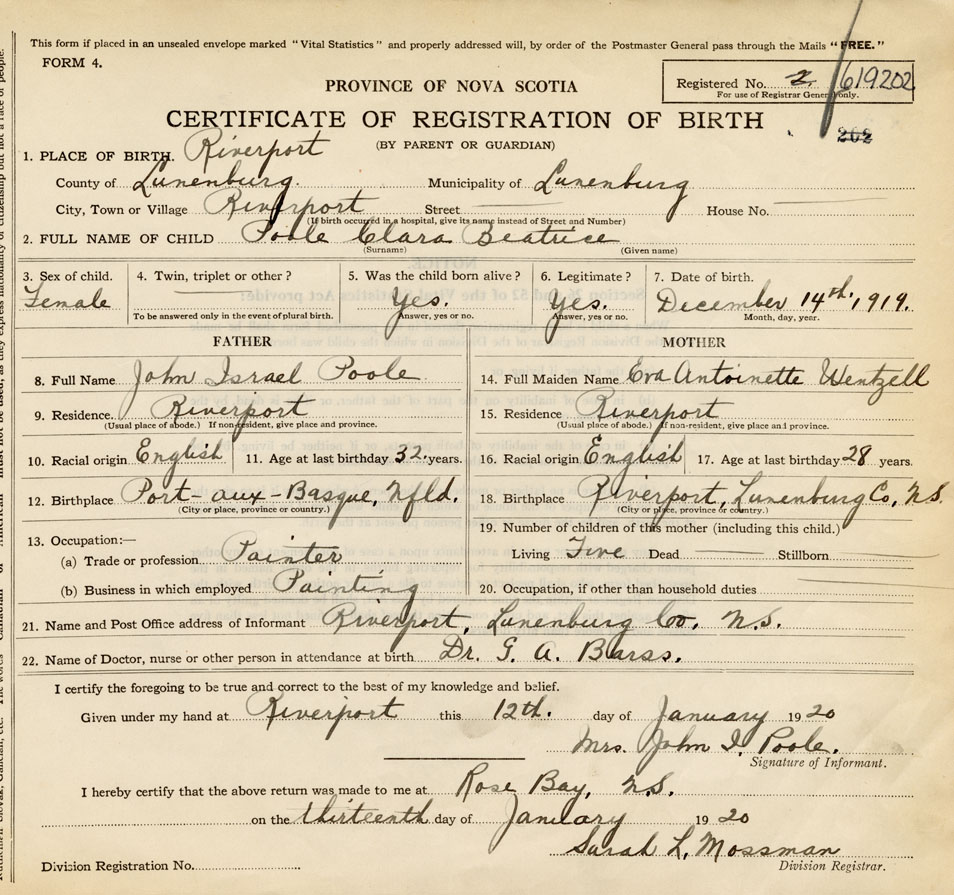 This form if placed in an unsealed envelope marked "Vital Statistics" and properly addressed will, by order of the Postmaster General pass through the Mails "FREE."
FORM 4.
Registered No. 2 619202
For use of Registrar General only.
PROVINCE OF NOVA SCOTIA
CERTIFICATE OF REGISTRATION OF BIRTH
202
(BY PARENT OR GUARDIAN)
1. PLACE OF BIRTH. Riverport
County of Lunenburg. Municipality of Lunenburg
City, Town or Village Riverport Street House No.
(If birth occurred in a hospital, give its name instead of Street and Number)
2. FULL NAME OF CHILD Poole Clara Beatrice
(Surname) (Given name)
3. Sex of child. 4. Twin, triplet or other? 5. Was the child born alive? 6. Legitimate? 7. Date of birth.
Female Yes. Yes. December 14th, 1919.
To be answered only in the event of plural birth. Answer, yes or no. Answer, yes or no. Month, day, year.
FATHER MOTHER
8. Full Name John Israel Poole 14. Full Maiden Name Eva Antoinette Wentzell
9. Residence. Riverport 15. Residence Riverport
(Usual place of abode.) If non-resident, give place and province. (Usual place of abode.) If non-resident, give place and province.
10. Racial origin English 11. Age at last birthday 32. years. 16. Racial origin English 17. Age at last birthday 28 years.
12. Birthplace Port-aux-Basque, Nfld. 18. Birthplace Riverport, Lunenburg Co, N.S.
(City or place, province or country.) (City or place, province or country.)
13. Occupation:— 19. Number of children of this mother (including this child.)
(a) Trade or profession Painter Living Five Dead Stillborn
(b) Business in which employed Painting 20. Occupation, if other than household duties
21. Name and Post Office address of Informant Riverport, Lunenburg Co. N.S.
22. Name of Doctor, nurse or other person in attendance at birth Dr. G. A. Barss.
I certify the foregoing to be true and correct to the best of my knowledge and belief.
Given under my hand at Riverport this 12th. day of January 1920
Mrs. John I. Poole.
Signature of Informant.
I hereby certify that the above return was made to me at Rose Bay, N.S.
on the thirteenth day of January 1920
Sarah L. Mossman
Division Registration No. Division Registrar.